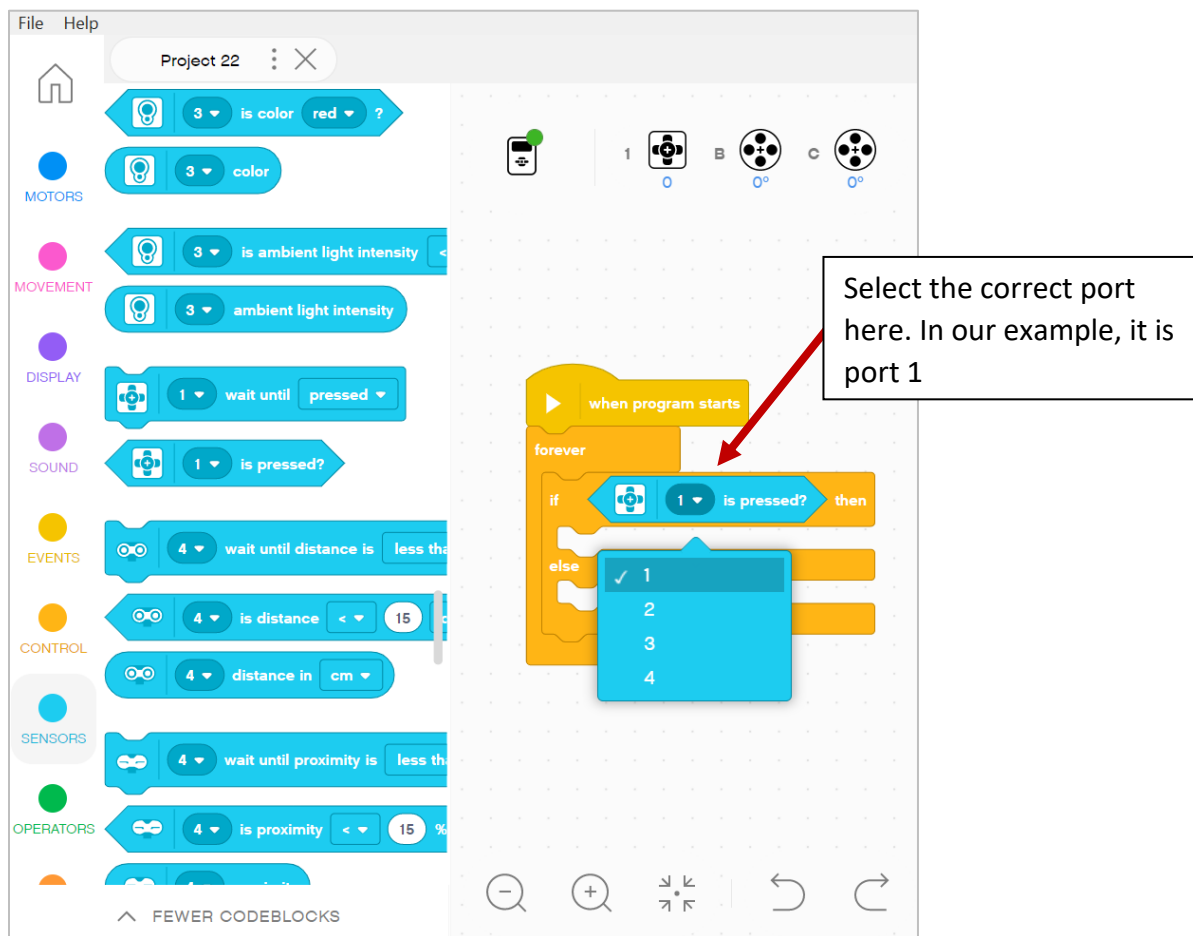 File Help
Project 22
3 is color red ?
3 color
3 is ambient light intensity <
3 ambient light intensity
1 wait until pressed
1 is pressed?
4 wait until distance is less tha
4 is distance < 15
4 distance in cm
4 wait until proximity is less th
4 is proximity < 15 %
MOTORS
MOVEMENT
DISPLAY
SOUND
EVENTS
CONTROL
SENSORS
OPERATORS
FEWER CODEBLOCKS
1 B C
0 0° 0°
when program starts
forever
if 1 is pressed? then
else
✓ 1
2
3
4
Select the correct port
here. In our example, it is
port 1